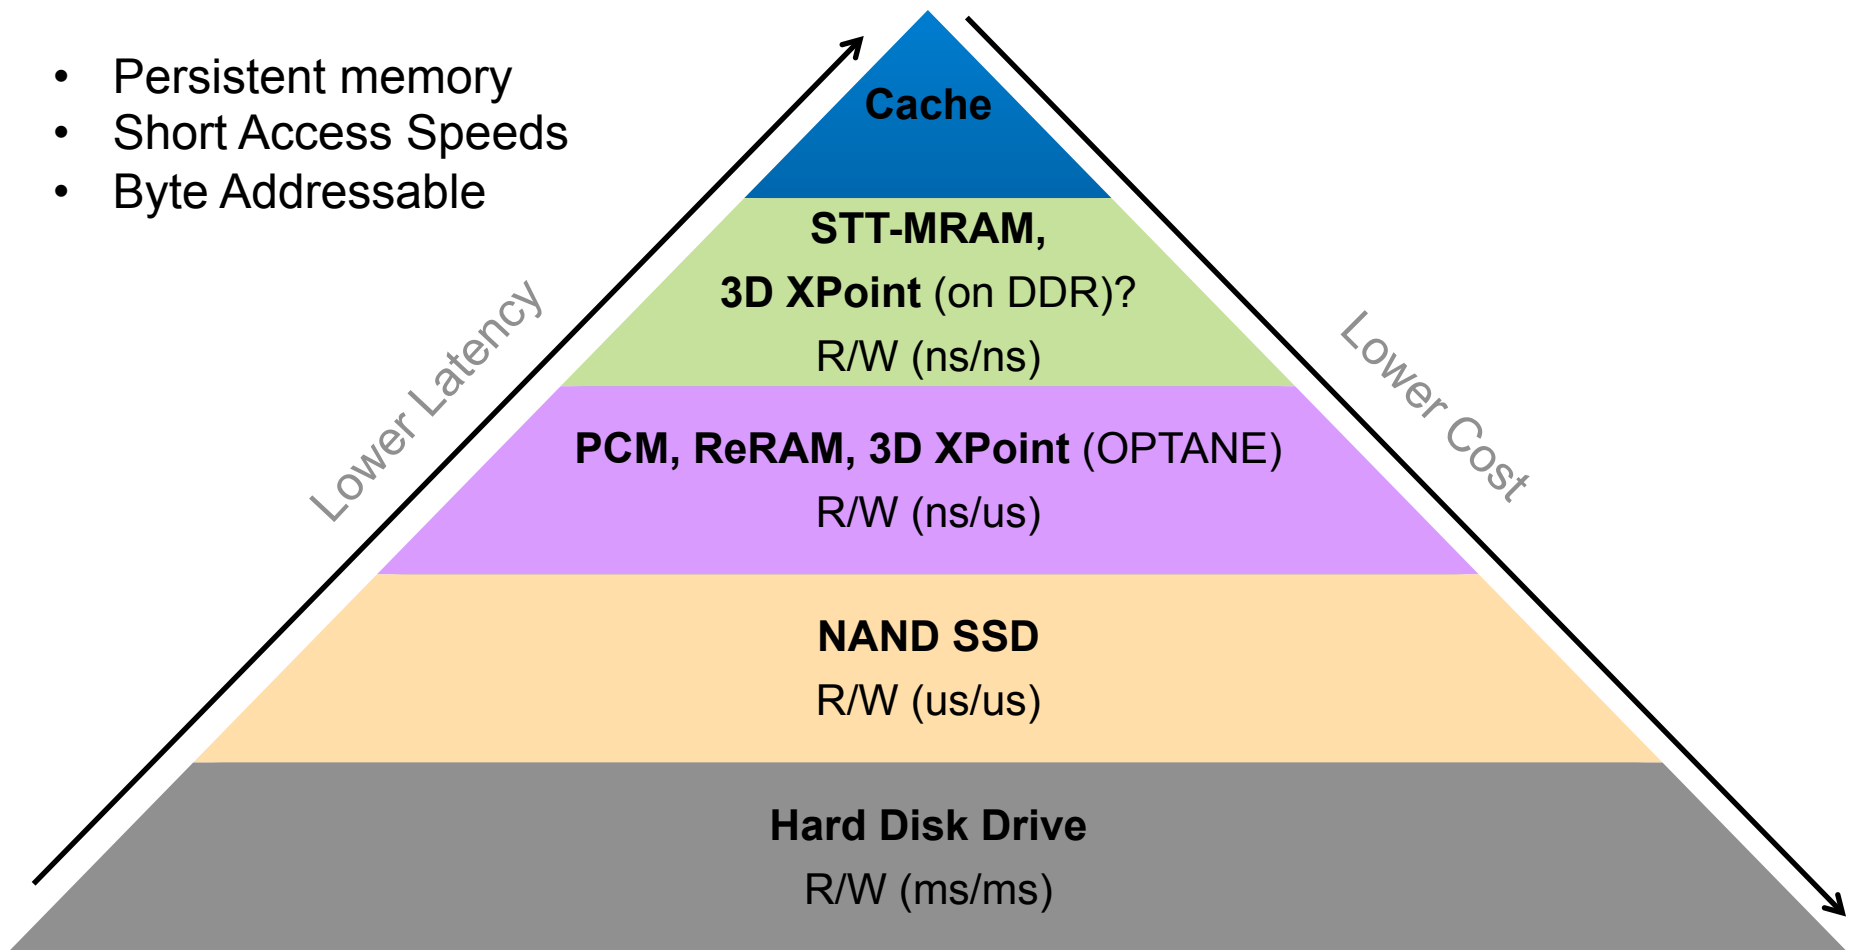 • Persistent memory
• Short Access Speeds
• Byte Addressable
Cache
STT-MRAM,
3D XPoint (on DDR)?
R/W (ns/ns)
Lower Latency
Lower Cost
PCM, ReRAM, 3D XPoint (OPTANE)
R/W (ns/us)
NAND SSD
R/W (us/us)
Hard Disk Drive
R/W (ms/ms)